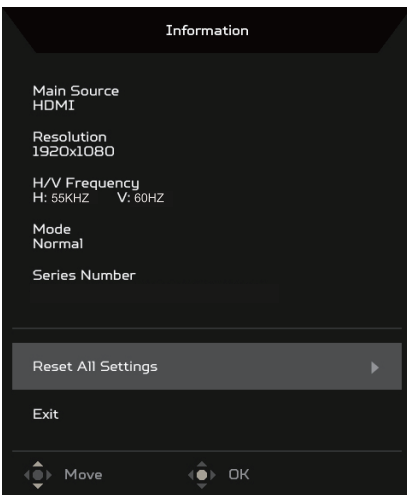 Information
Main Source
HDMI
Resolution
1920x1080
H/V Frequency
H: 55KHZ V: 60HZ
Mode
Normal
Series Number
Reset All Settings
Exit
Move OK